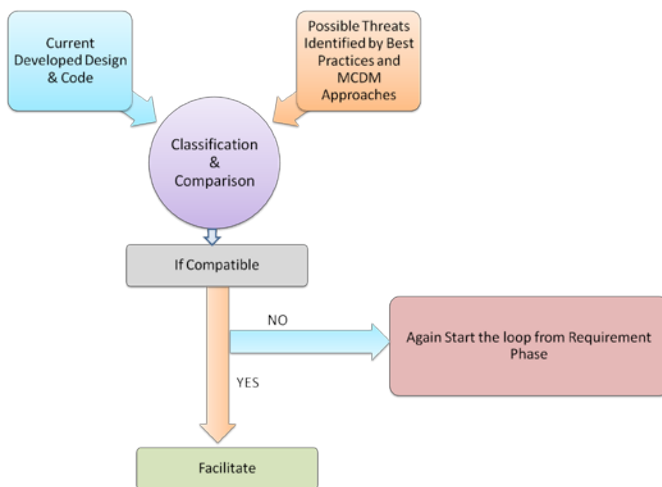 Current
Developed Design
& Code
Possible Threats
Identified by Best
Practices and
MCDM
Approaches
Classification
&
Comparison
If Compatible
NO
Again Start the loop from Requirement
Phase
YES
Facilitate